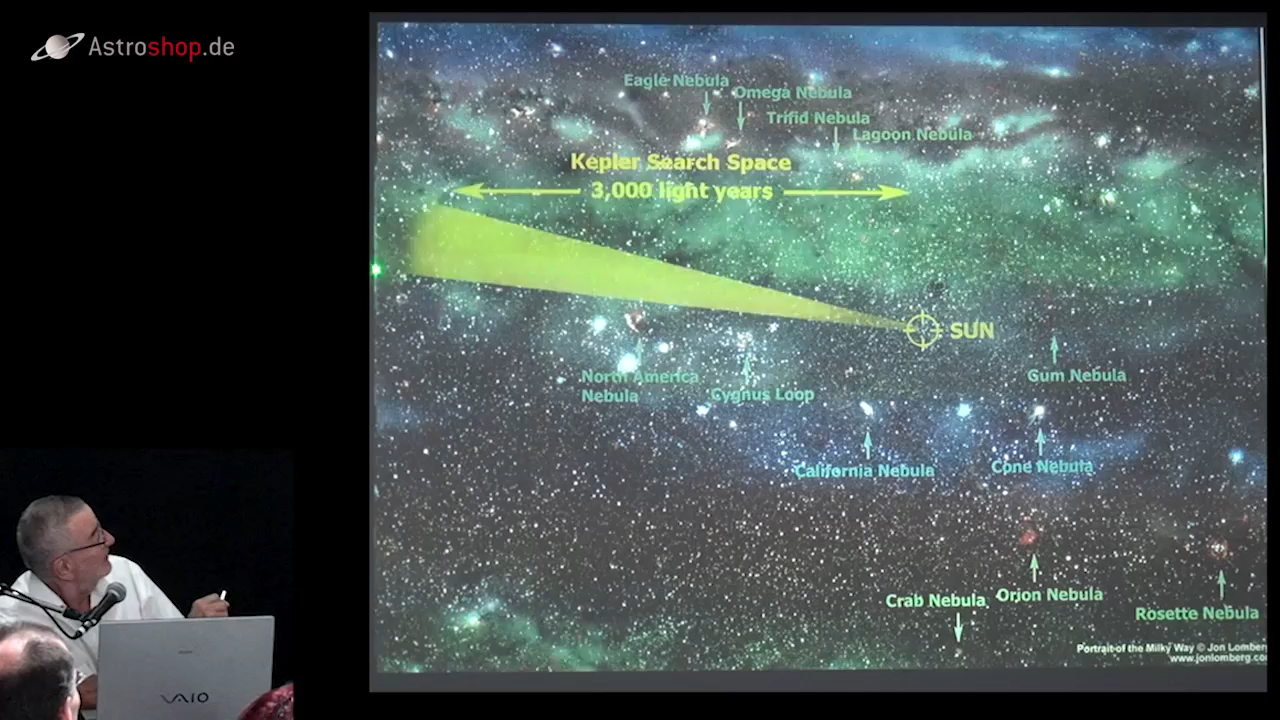 Astroshop.de
Eagle Nebula
Omega Nebula
Trifid Nebula
Lagoon Nebula
Kepler Search Space
3,000 light years
SUN
North America
Nebula
Cygnus Loop
Gum Nebula
California Nebula
Cone Nebula
Crab Nebula
Orion Nebula
Rosette Nebula
Portrait of the Milky Way © Jon Lomberg
www.jonlomberg.co
VAIO